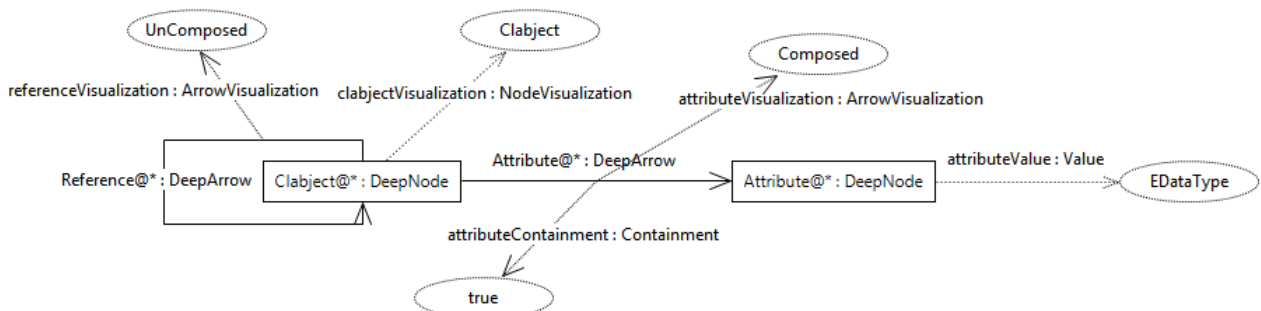 UnComposed
Clabject
Composed
referenceVisualization : ArrowVisualization
clabjectVisualization : NodeVisualization
attributeVisualization : ArrowVisualization
Reference@* : DeepArrow
Clabject@* : DeepNode
Attribute@* : DeepArrow
Attribute@* : DeepNode
attributeValue : Value
EDataType
attributeContainment : Containment
true